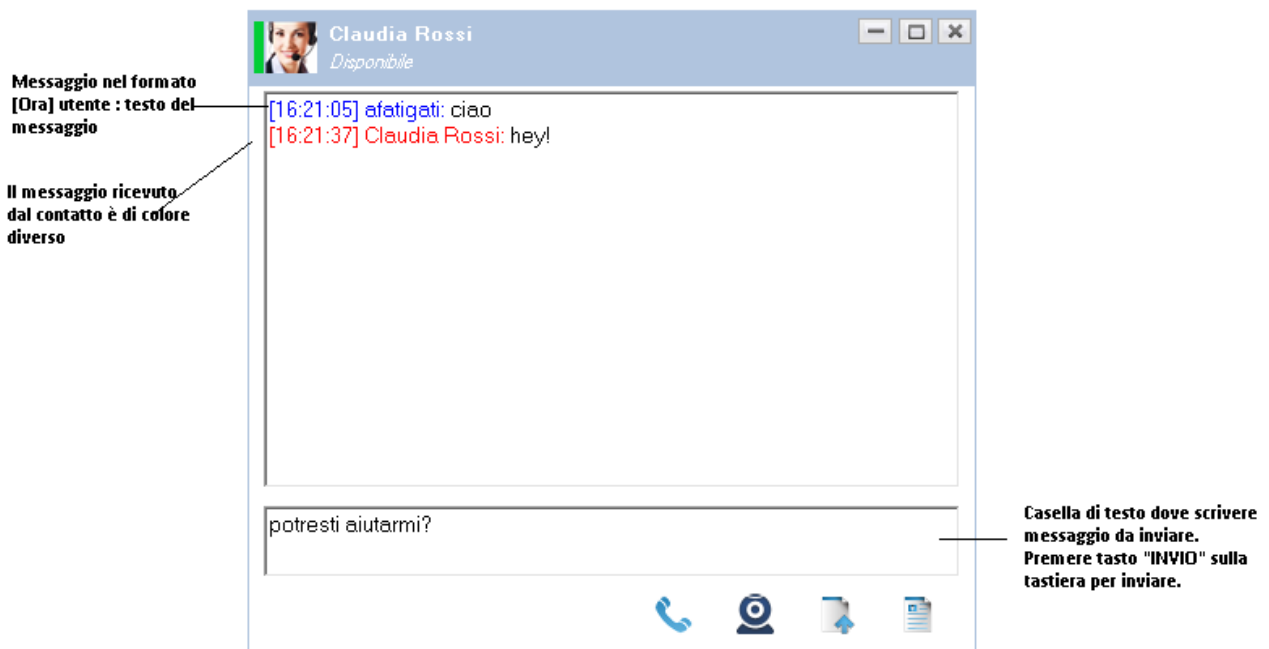 Claudia Rossi
Disponibile
Messaggio nel formato
[Ora] utente : testo del
messaggio
[16:21:05] afatigati: ciao
[16:21:37] Claudia Rossi: hey!
Il messaggio ricevuto
dal contatto è di colore
diverso
potresti aiutarmi?
Casella di testo dove scrivere
messaggio da inviare.
Premere tasto "INVIO" sulla
tastiera per inviare.